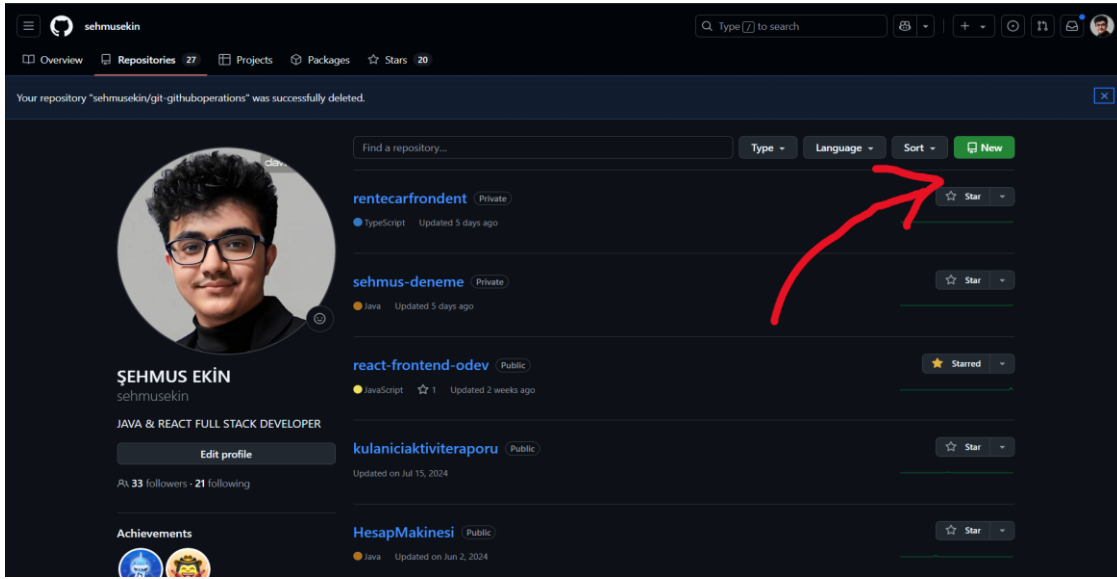 sehmusekin
Type / to search
Overview
Repositories 27
Projects
Packages
Stars 20
Your repository "sehmusekin/git-githuboperations" was successfully deleted.
Find a repository...
Type
Language
Sort
New
rentecarfrondent Private
Star
TypeScript Updated 5 days ago
sehmus-deneme Private
Star
Java Updated 5 days ago
react-frontend-odev Public
Starred
JavaScript 1 Updated 2 weeks ago
kulaniciaktiviteraporu Public
Star
Updated on Jul 15, 2024
HesapMakinesi Public
Star
Java Updated on Jun 2, 2024
ŞEHMUS EKİN
sehmusekin
JAVA & REACT FULL STACK DEVELOPER
Edit profile
33 followers · 21 following
Achievements